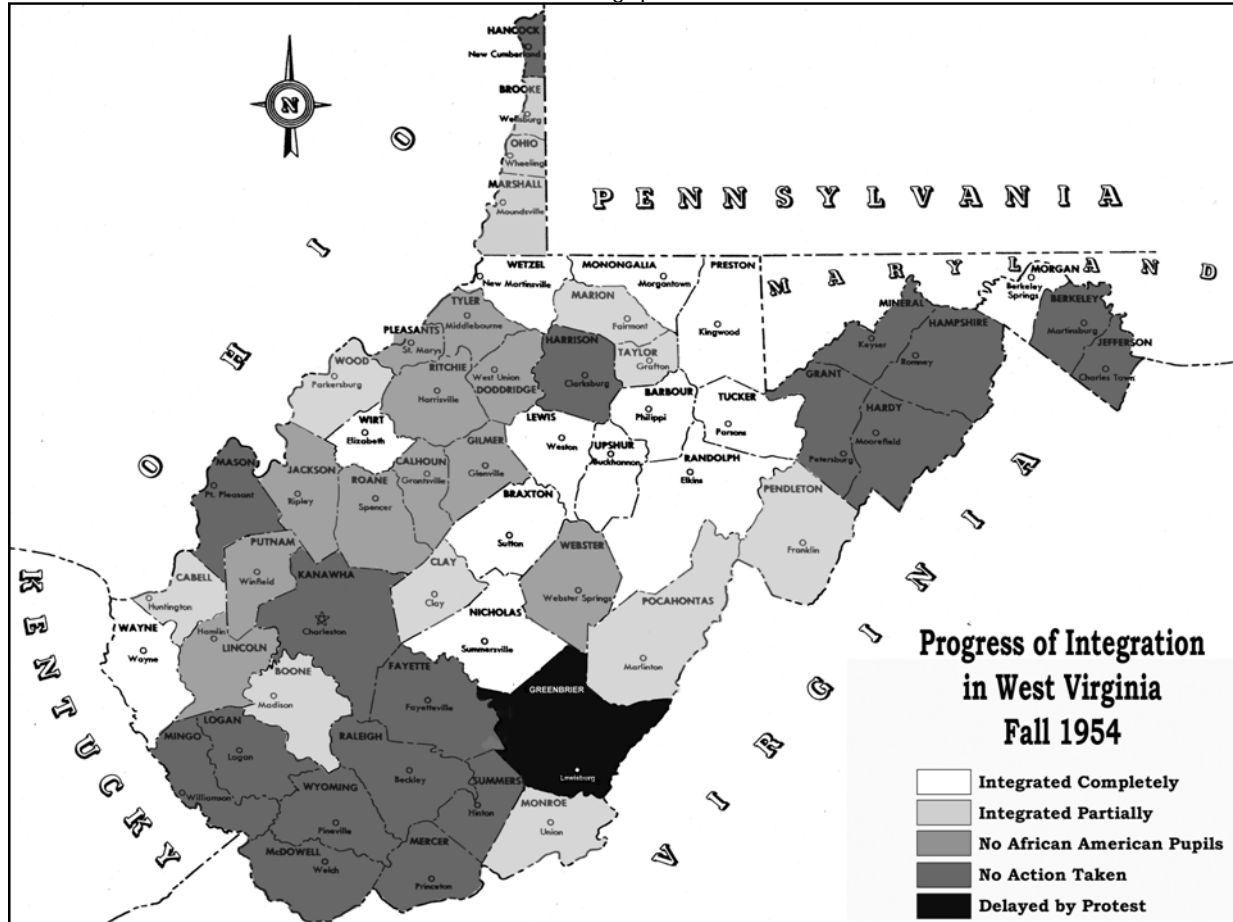 HANCOCK
New Cumberland
BROOKE
Wellsburg
OHIO
Wheeling
MARSHALL
Moundsville
N
OHIO
PENNSYLVANIA
MARYLAND
WETZEL
New Martinsville
MONONGALIA
Morgantown
PRESTON
Kingwood
MORGAN
Berkeley
Springs
BERKELEY
Martinsburg
JEFFERSON
Charles Town
MINERAL
Keyser
HAMPSHIRE
Romney
GRANT
Petersburg
HARDY
Moorefield
TYLER
Middlebourne
MARION
Fairmont
PLEASANTS
St. Marys
HARRISON
Clarksburg
TAYLOR
Grafton
WOOD
Parkersburg
RITCHIE
Harrisville
West Union
DODDRIDGE
BARBOUR
Philippi
TUCKER
Parsons
WIRT
Elizabeth
LEWIS
Weston
UPSHUR
Buckhannon
RANDOLPH
Elkins
GILMER
Glenville
CALHOUN
Grantsville
MASON
Pt. Pleasant
JACKSON
Ripley
ROANE
Spencer
BRAXTON
Sutton
PENDLETON
Franklin
PUTNAM
Winfield
WEBSTER
Webster Springs
CLAY
Clay
CABELL
Huntington
KANAWHA
Charleston
NICHOLAS
Summersville
POCAHONTAS
Marlinton
KENTUCKY
WAYNE
Wayne
Hamlin
LINCOLN
BOONE
Madison
FAYETTE
Fayetteville
GREENBRIER
Lewisburg
LOGAN
Logan
MINGO
Williamson
RALEIGH
Beckley
SUMMERS
Hinton
WYOMING
Pineville
MONROE
Union
McDOWELL
Welch
MERCER
Princeton
VIRGINIA
Progress of Integration
in West Virginia
Fall 1954
Integrated Completely
Integrated Partially
No African American Pupils
No Action Taken
Delayed by Protest